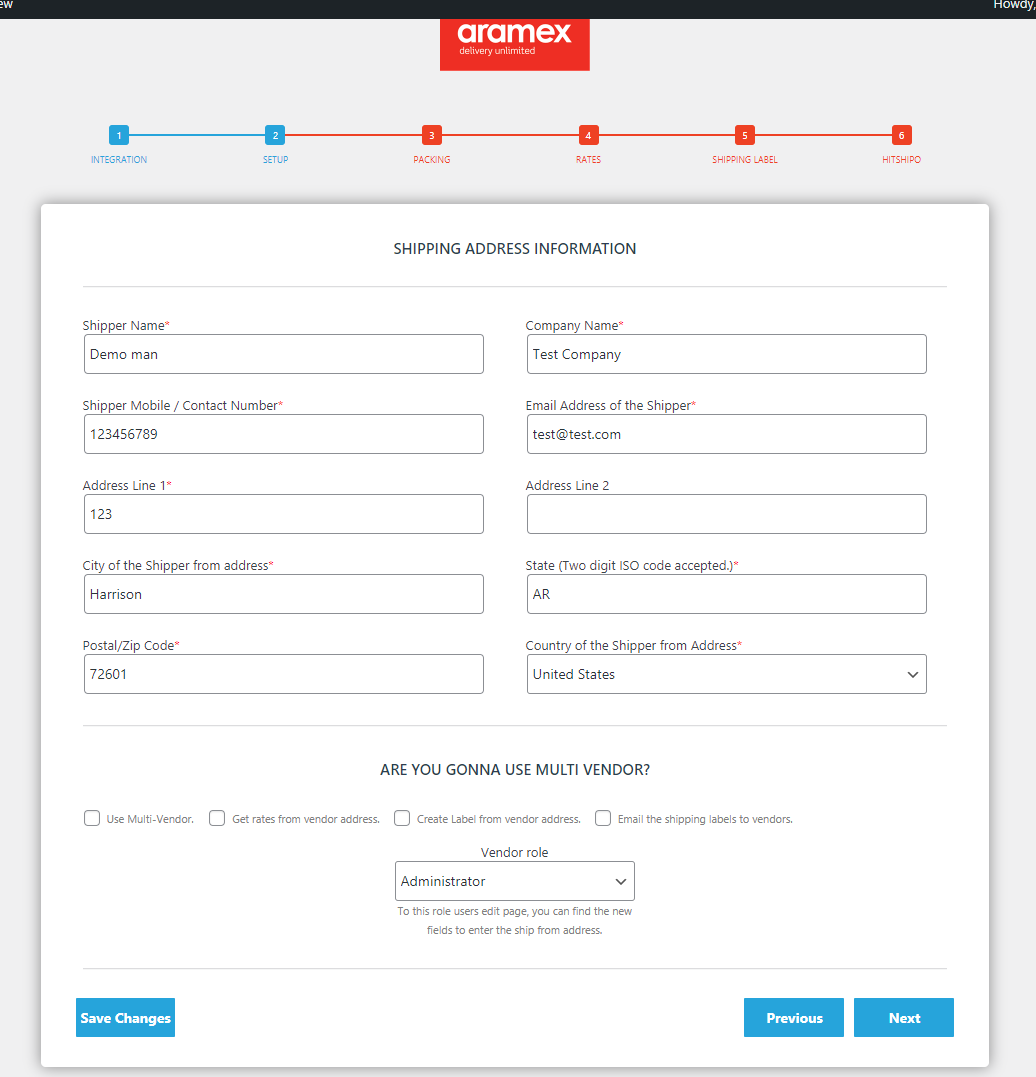 ew
Howdy,
aramex
delivery unlimited
1 2 3 4 5 6
INTEGRATION SETUP PACKING RATES SHIPPING LABEL HITSHIPO
SHIPPING ADDRESS INFORMATION
Shipper Name* Company Name*
Demo man Test Company
Shipper Mobile / Contact Number* Email Address of the Shipper*
123456789 test@test.com
Address Line 1* Address Line 2
123
City of the Shipper from address* State (Two digit ISO code accepted.)*
Harrison AR
Postal/Zip Code* Country of the Shipper from Address*
72601 United States
ARE YOU GONNA USE MULTI VENDOR?
Use Multi-Vendor. Get rates from vendor address. Create Label from vendor address. Email the shipping labels to vendors.
Vendor role
Administrator
To this role users edit page, you can find the new
fields to enter the ship from address.
Save Changes Previous Next